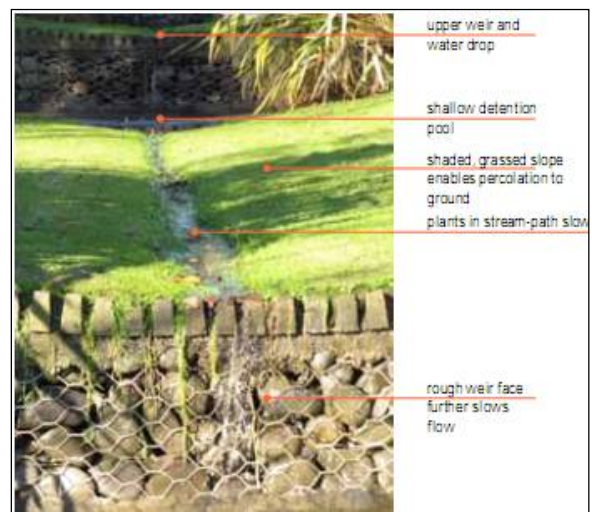 upper weir and
water drop
shallow detention
pool
shaded, grassed slope
enables percolation to
ground
plants in stream-path slow
rough weir face
further slows
flow